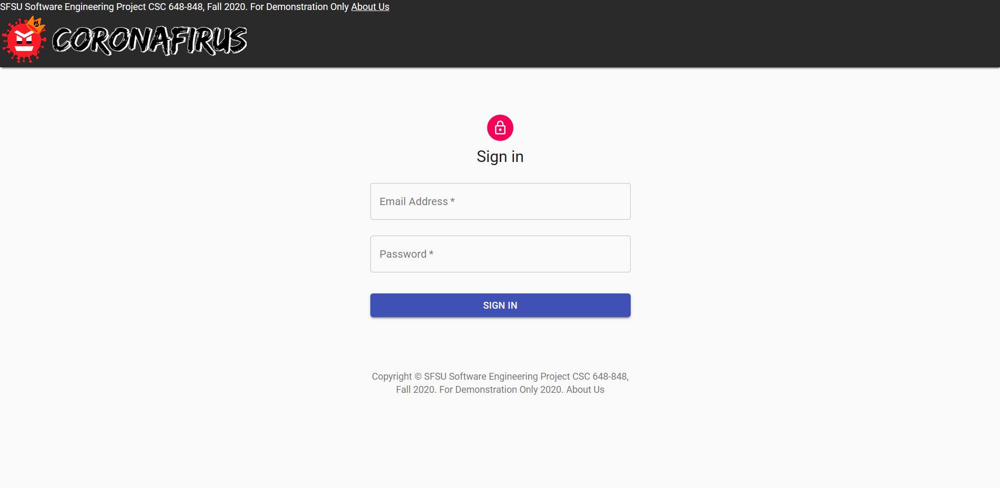 SFSU Software Engineering Project CSC 648-848, Fall 2020. For Demonstration Only About Us
CORONAFIRUS
Sign in
Email Address *
Password *
SIGN IN
Copyright © SFSU Software Engineering Project CSC 648-848,
Fall 2020. For Demonstration Only 2020. About Us